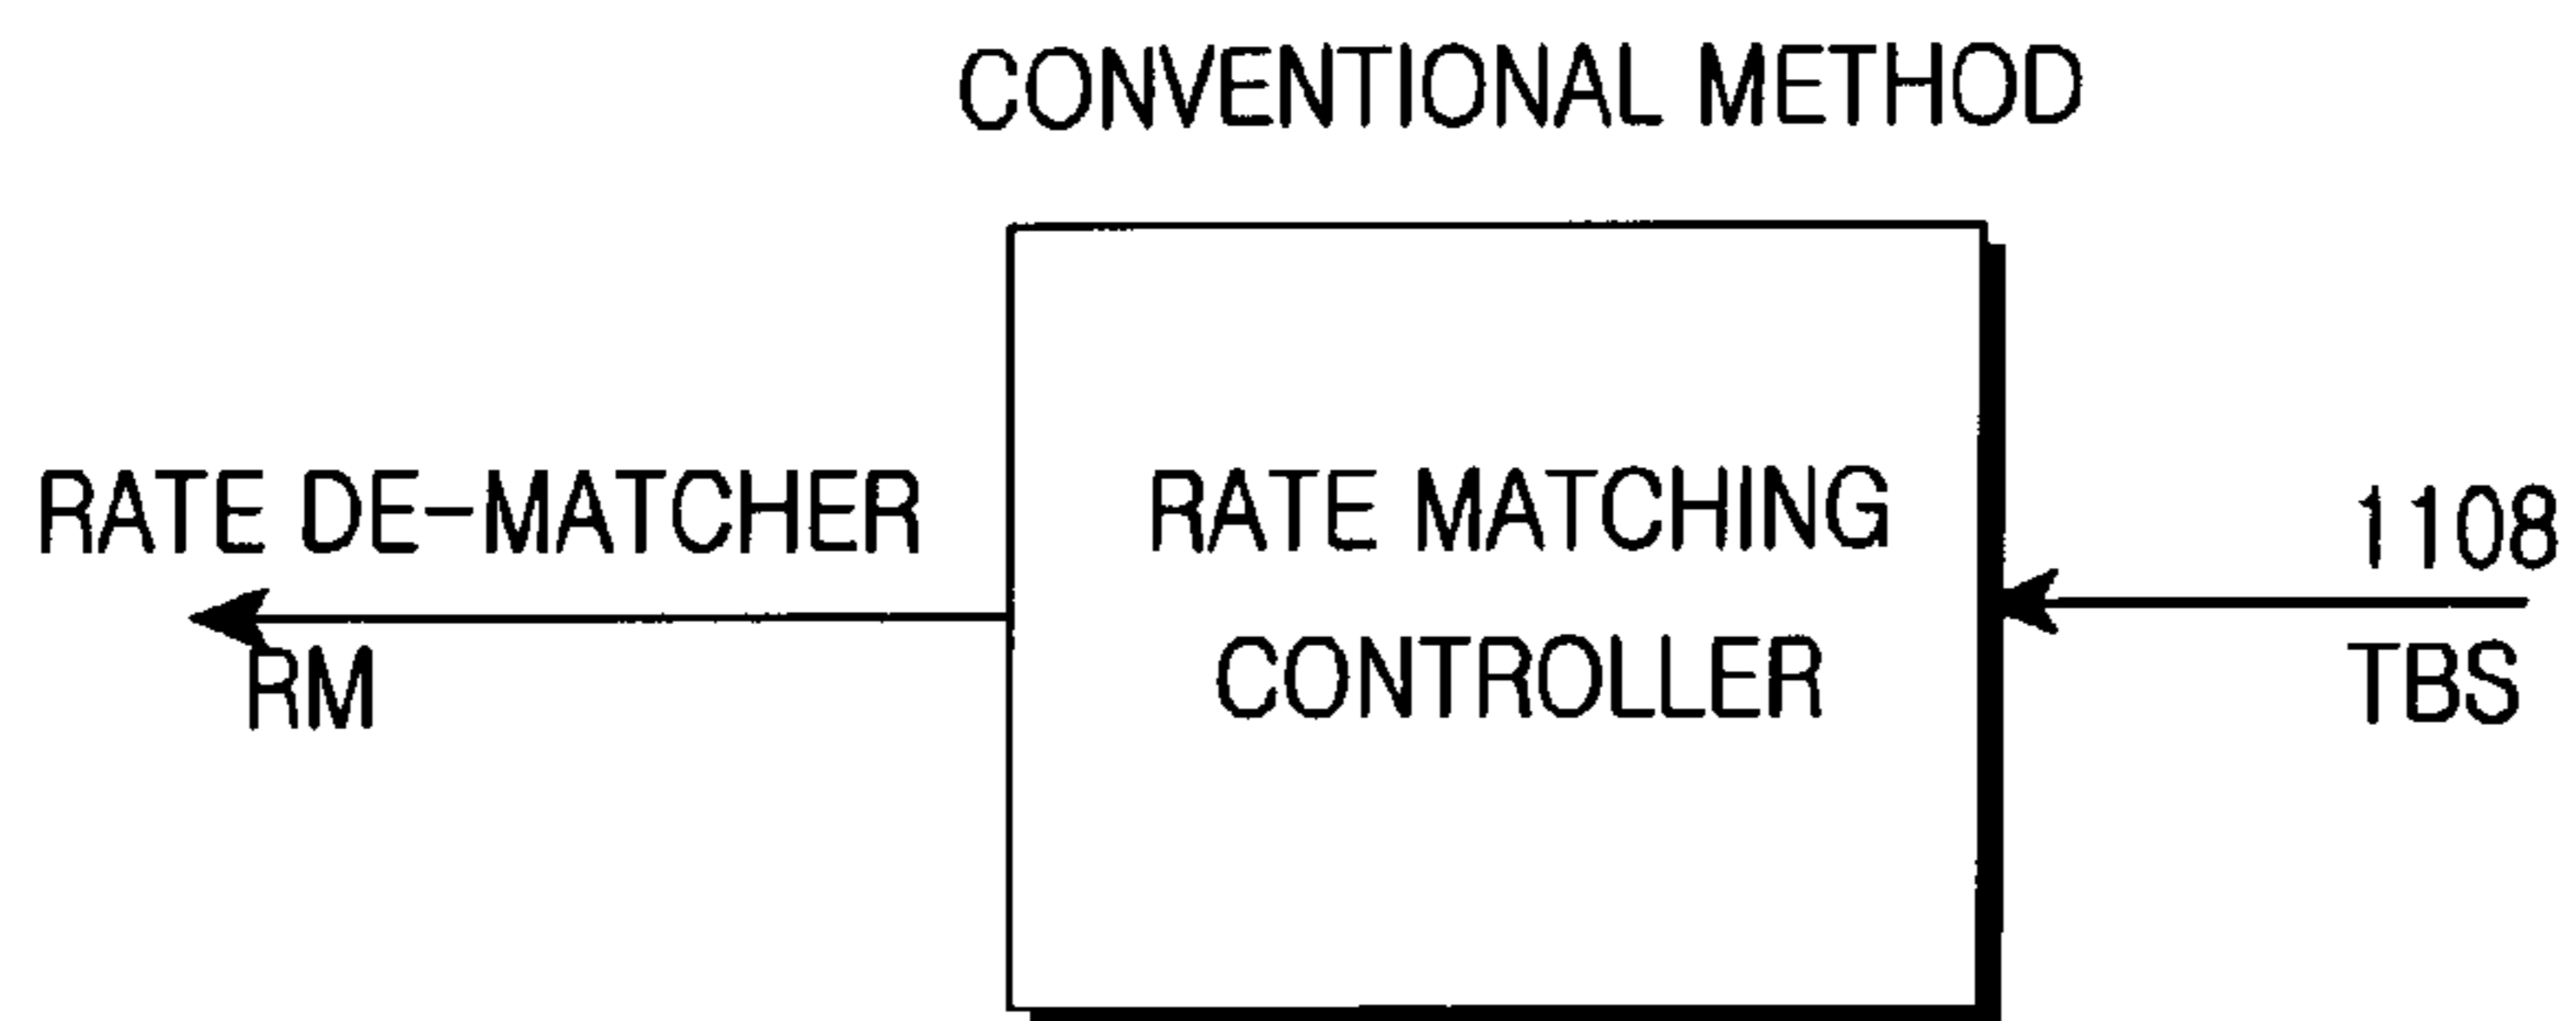 CONVENTIONAL METHOD
RATE DE-MATCHER
RM
RATE MATCHING
CONTROLLER
1108
TBS